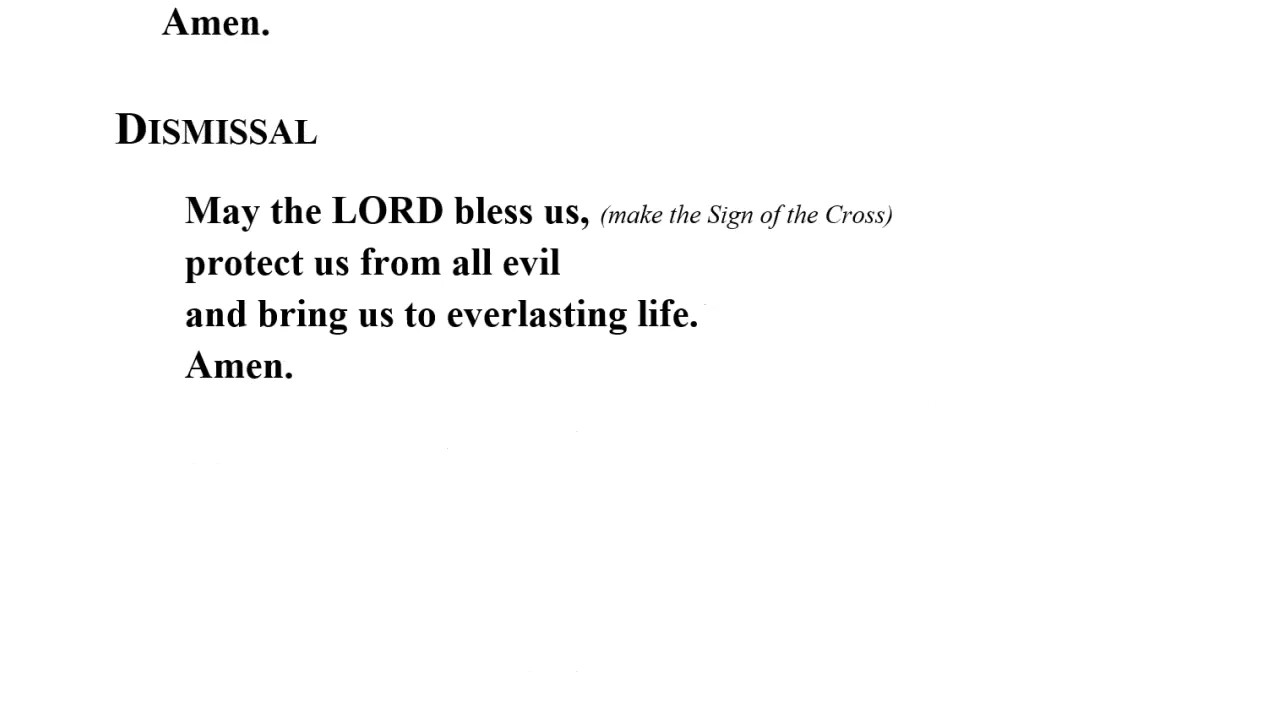 Amen.
DISMISSAL
May the LORD bless us, (make the Sign of the Cross)
protect us from all evil
and bring us to everlasting life.
Amen.